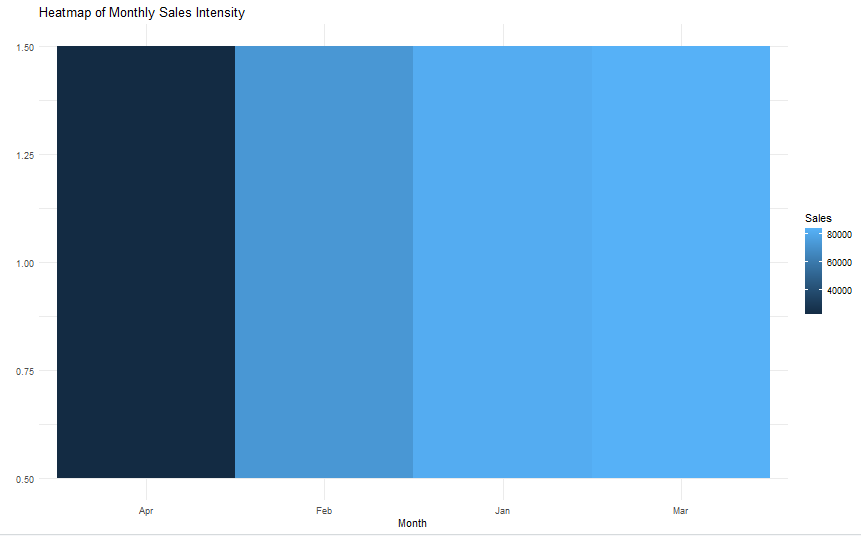 Heatmap of Monthly Sales Intensity
1.50
1.25
1.00
0.75
0.50
Apr Feb Jan Mar
Month
Sales
80000
60000
40000